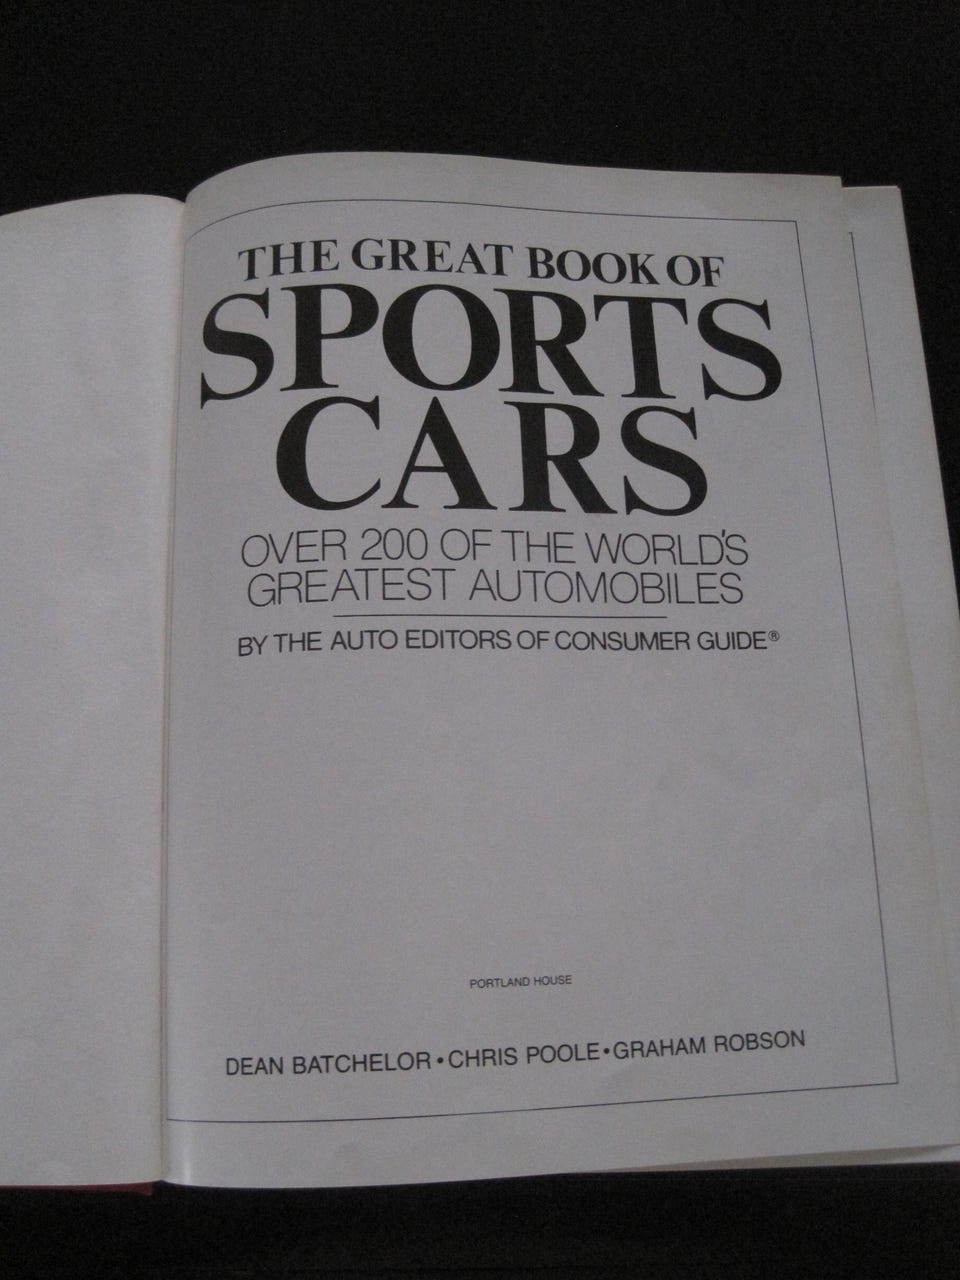 THE GREAT BOOK OF
SPORTS
CARS
OVER 200 OF THE WORLD'S
GREATEST AUTOMOBILES
BY THE AUTO EDITORS OF CONSUMER GUIDE®
PORTLAND HOUSE
DEAN BATCHELOR • CHRIS POOLE • GRAHAM ROBSON